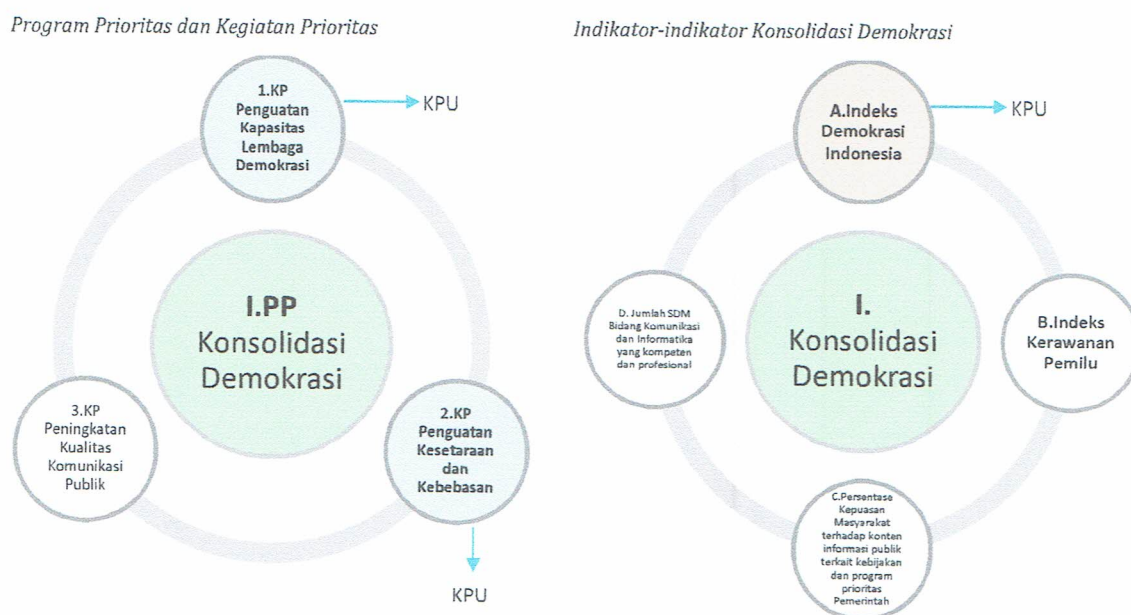 Program Prioritas dan Kegiatan Prioritas
1.KP
Penguatan
Kapasitas
Lembaga
Demokrasi
KPU
I.PP
Konsolidasi
Demokrasi
3.KP
Peningkatan
Kualitas
Komunikasi
Publik
2.KP
Penguatan
Kesetaraan
dan
Kebebasan
KPU
Indikator-indikator Konsolidasi Demokrasi
A.Indeks
Demokrasi
Indonesia
KPU
D. Jumlah SDM
Bidang Komunikasi
dan Informatika
yang kompeten
dan profesional
I.
Konsolidasi
Demokrasi
B.Indeks
Kerawanan
Pemilu
C.Persentase
Kepuasan
Masyarakat
terhadap konten
informasi publik
terkait kebijakan
dan program
prioritas
Pemerintah